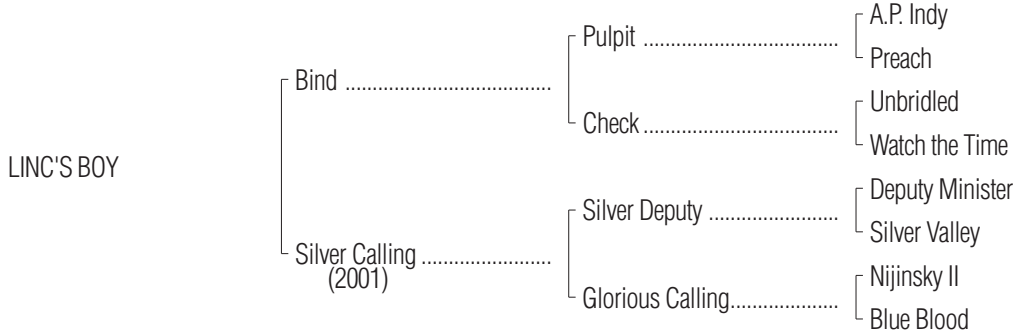 A.P. Indy
Pulpit ....................................
Preach
Bind ......................................
Unbridled
Check ....................................
Watch the Time
LINC'S BOY
Deputy Minister
Silver Deputy ........................
Silver Valley
Silver Calling ........................
(2001)
Nijinsky II
Glorious Calling....................
Blue Blood